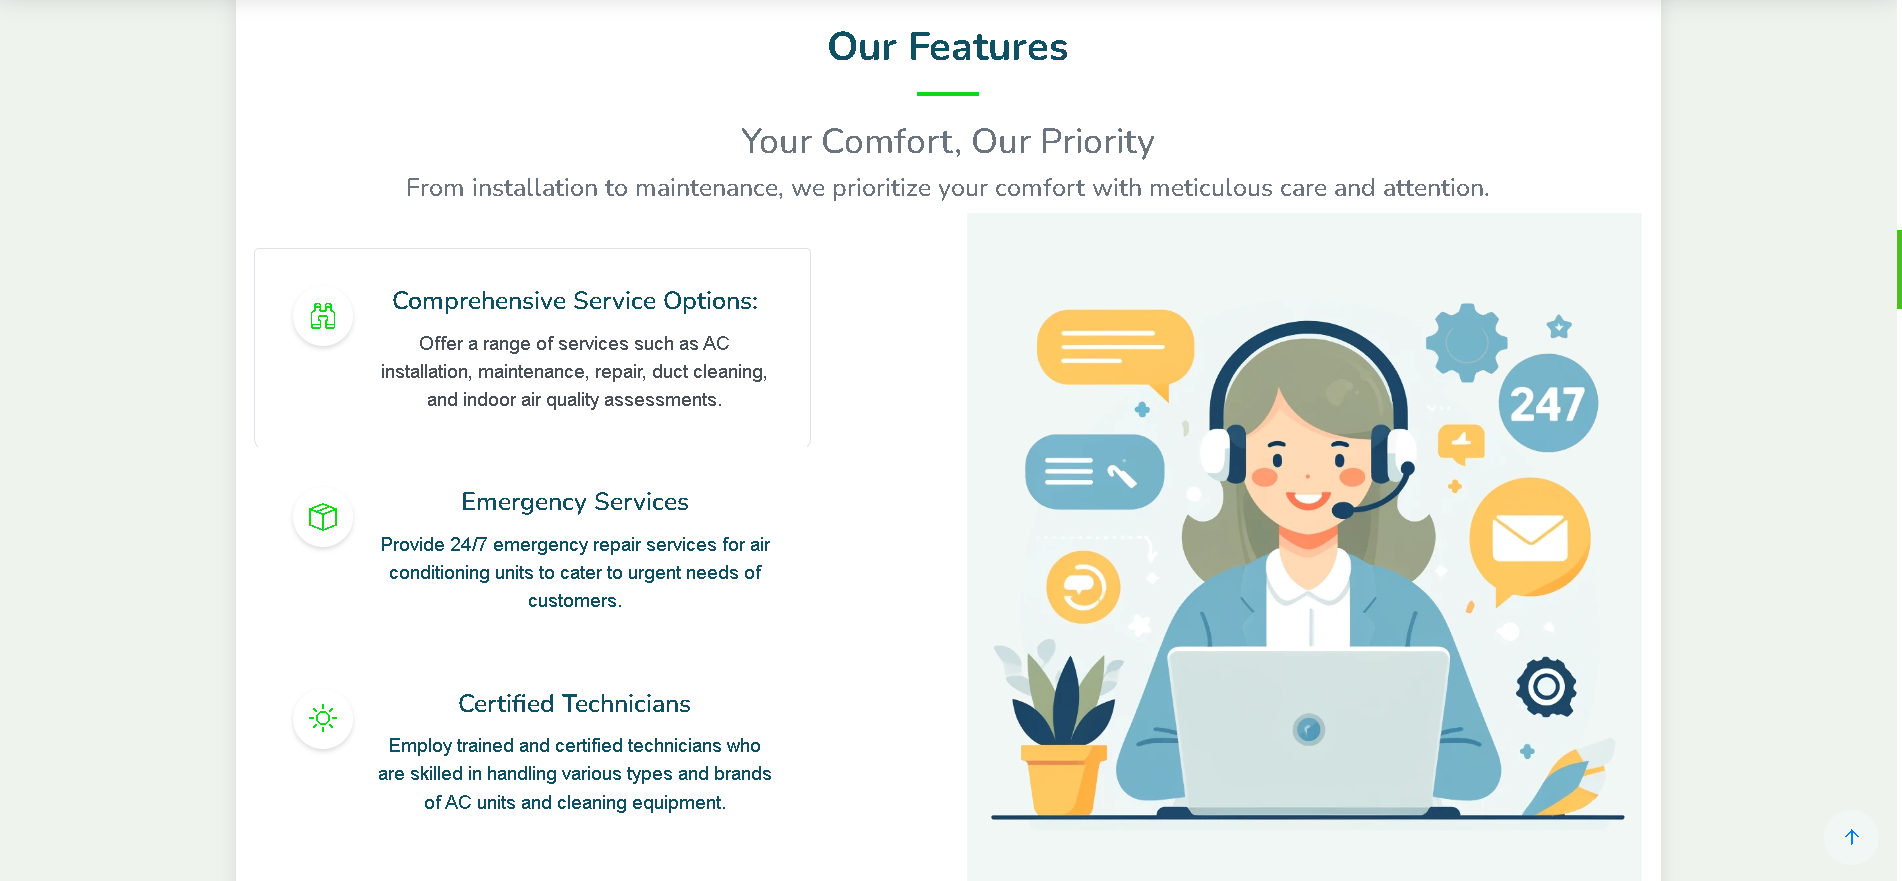 Our Features
Your Comfort, Our Priority
From installation to maintenance, we prioritize your comfort with meticulous care and attention.
Comprehensive Service Options:
Offer a range of services such as AC
installation, maintenance, repair, duct cleaning,
and indoor air quality assessments.
Emergency Services
Provide 24/7 emergency repair services for air
conditioning units to cater to urgent needs of
customers.
Certified Technicians
Employ trained and certified technicians who
are skilled in handling various types and brands
of AC units and cleaning equipment.
247